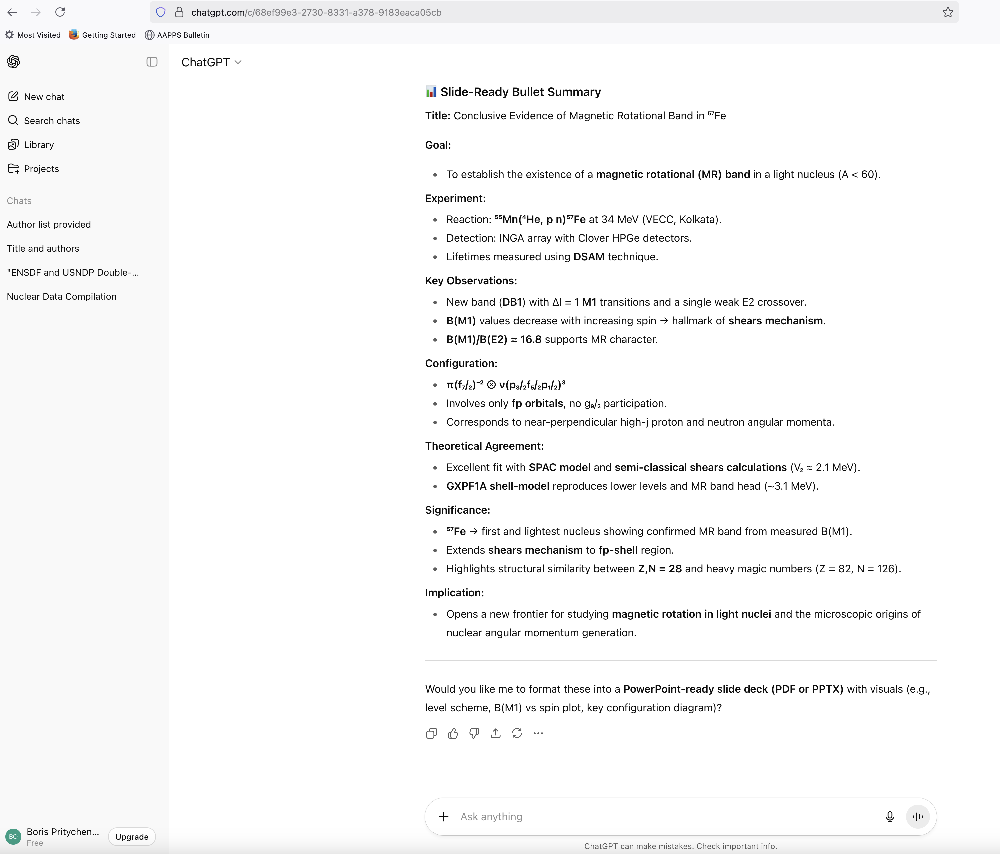 chatgpt.com/c/68ef99e3-2730-8331-a378-9183eaca05cb
Most Visited
Getting Started
AAPPS Bulletin
New chat
Search chats
Library
Projects
Chats
Author list provided
Title and authors
"ENSDF and USNDP Double-...
Nuclear Data Compilation
BO
Boris Pritychen...
Free
Upgrade
ChatGPT
📊 Slide-Ready Bullet Summary
Title: Conclusive Evidence of Magnetic Rotational Band in ⁵⁷Fe
Goal:
• To establish the existence of a magnetic rotational (MR) band in a light nucleus (A < 60).
Experiment:
• Reaction: ⁵⁵Mn(⁴He, p n)⁵⁷Fe at 34 MeV (VECC, Kolkata).
• Detection: INGA array with Clover HPGe detectors.
• Lifetimes measured using DSAM technique.
Key Observations:
• New band (DB1) with ΔI = 1 M1 transitions and a single weak E2 crossover.
• B(M1) values decrease with increasing spin → hallmark of shears mechanism.
• B(M1)/B(E2) ≈ 16.8 supports MR character.
Configuration:
• π(f₇/₂)⁻² ⊗ ν(p₃/₂f₅/₂p₁/₂)³
• Involves only fp orbitals, no g₉/₂ participation.
• Corresponds to near-perpendicular high-j proton and neutron angular momenta.
Theoretical Agreement:
• Excellent fit with SPAC model and semi-classical shears calculations (V₂ ≈ 2.1 MeV).
• GXPF1A shell-model reproduces lower levels and MR band head (~3.1 MeV).
Significance:
• ⁵⁷Fe → first and lightest nucleus showing confirmed MR band from measured B(M1).
• Extends shears mechanism to fp-shell region.
• Highlights structural similarity between Z,N = 28 and heavy magic numbers (Z = 82, N = 126).
Implication:
• Opens a new frontier for studying magnetic rotation in light nuclei and the microscopic origins of
nuclear angular momentum generation.
Would you like me to format these into a PowerPoint-ready slide deck (PDF or PPTX) with visuals (e.g.,
level scheme, B(M1) vs spin plot, key configuration diagram)?
Ask anything
ChatGPT can make mistakes. Check important info.